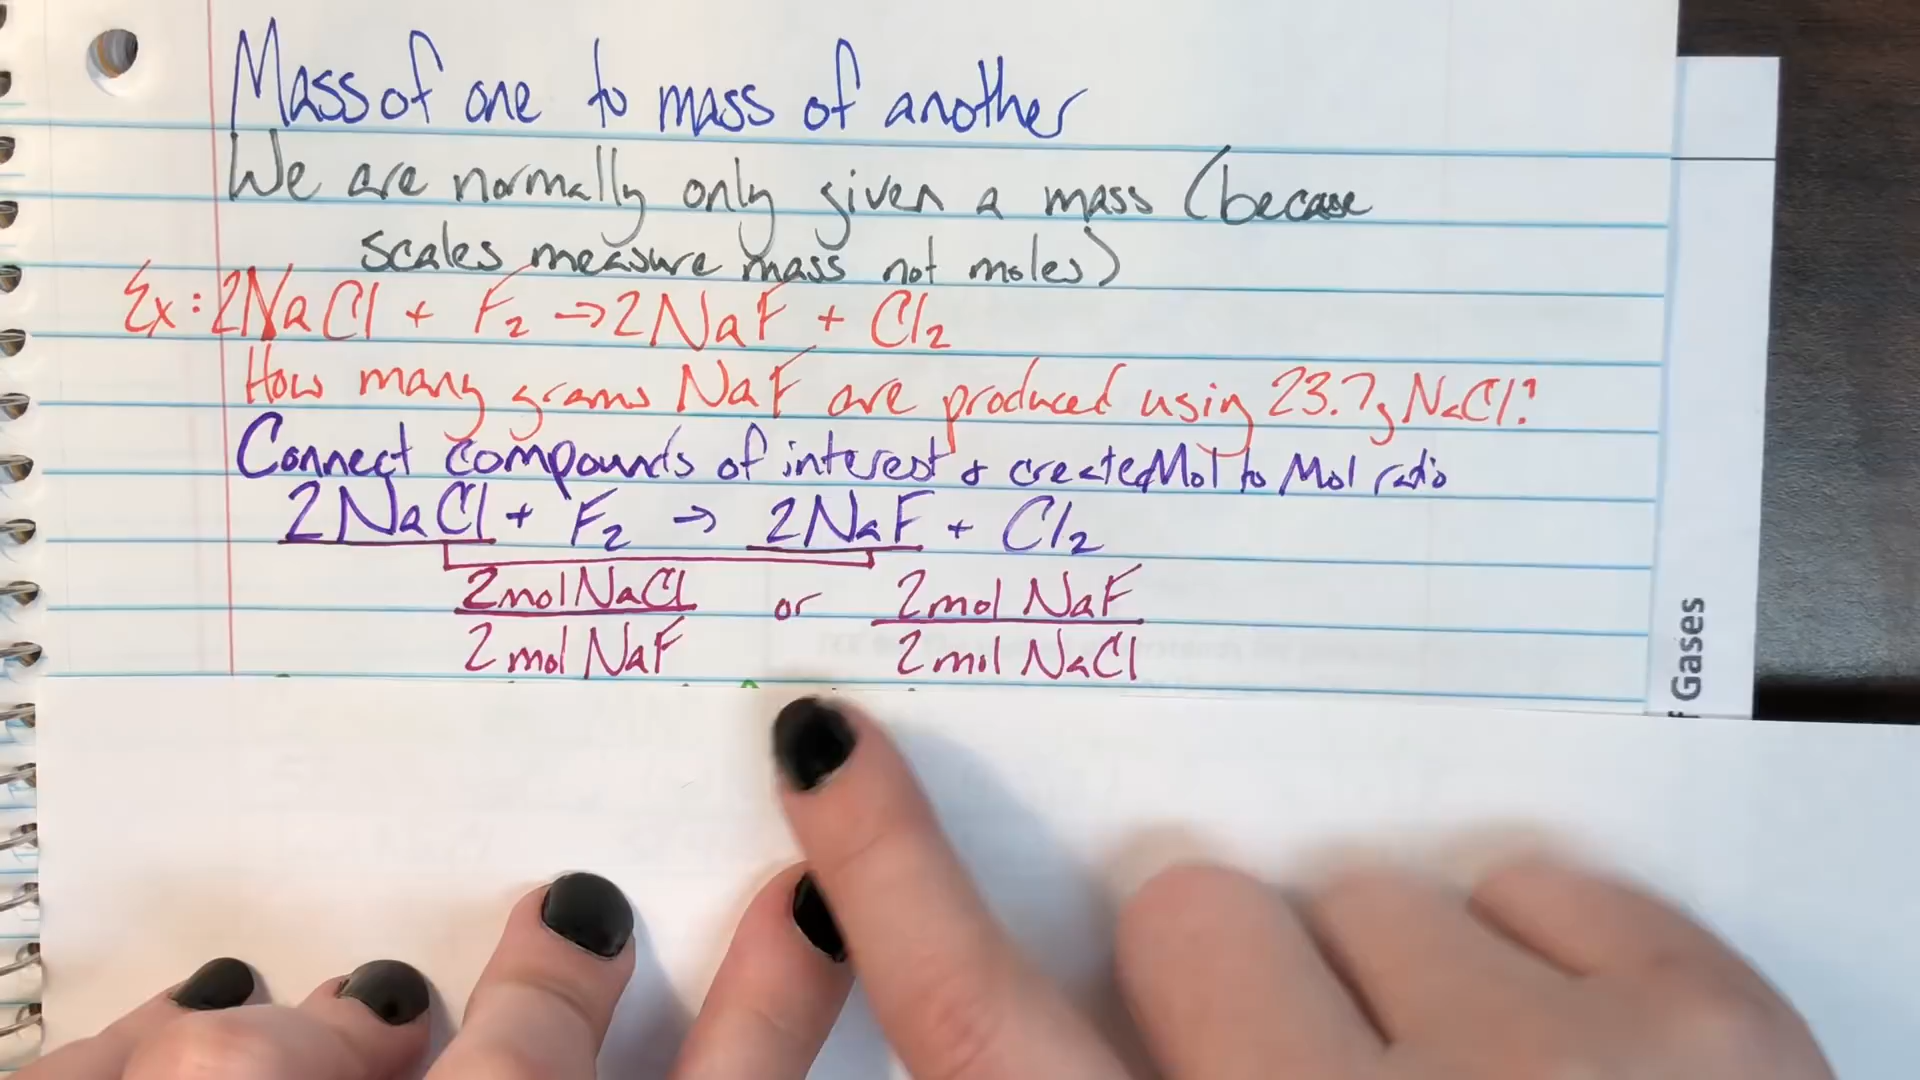 Mass of one to mass of another
We are normally only given a mass (becase
scales measure mass not moles)
Ex: 2NaCl + F₂ → 2NaF + Cl₂
How many grams NaF are produced using 23.7g NaCl?
Connect compounds of interest & create Mol to Mol ratio
2NaCl + F₂ → 2NaF + Cl₂
2mol NaCl or 2mol NaF
2mol NaF 2mol NaCl
Gases